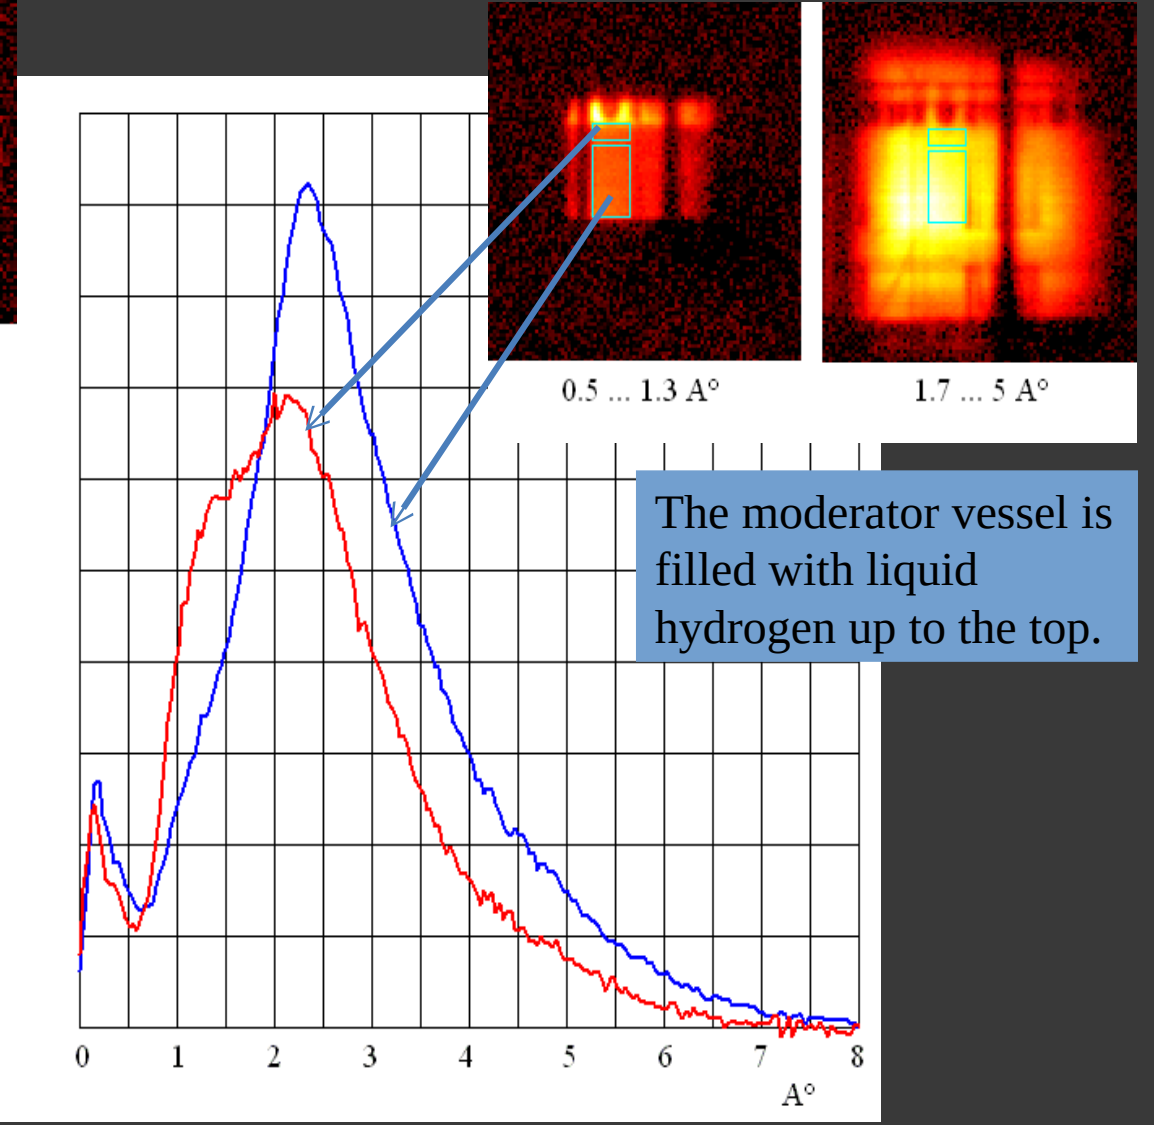 0.5 ... 1.3 A°
1.7 ... 5 A°
The moderator vessel is
filled with liquid
hydrogen up to the top.
0 1 2 3 4 5 6 7 8
A°